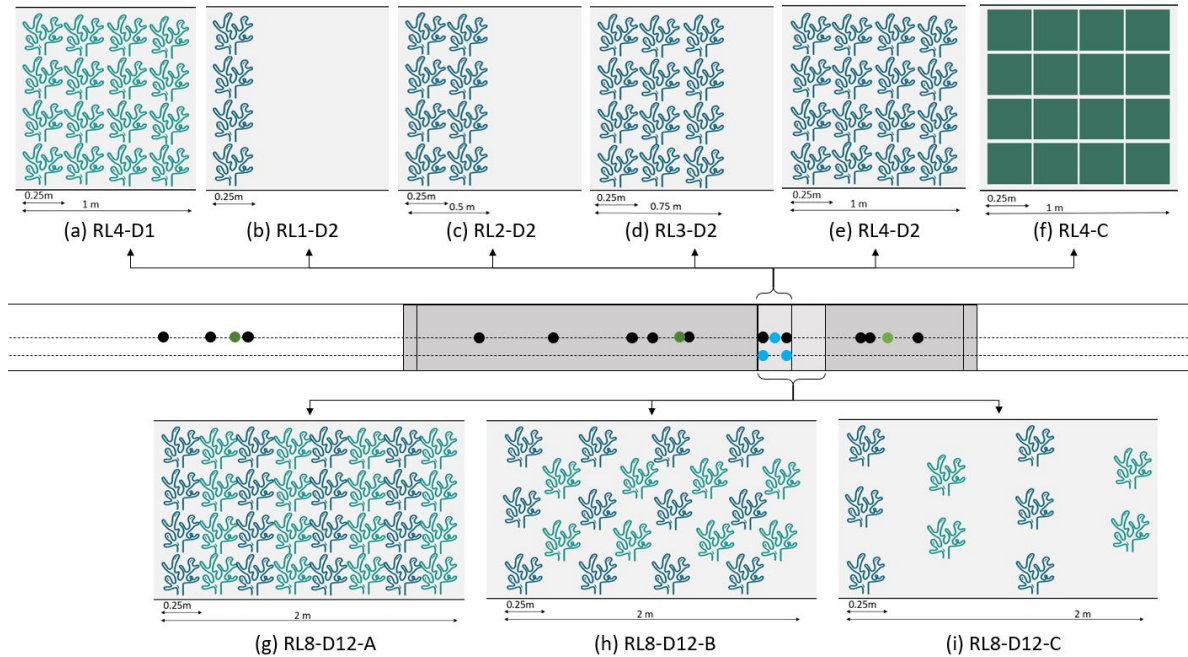 0.25m
1 m
(a) RL4-D1
0.25m
(b) RL1-D2
0.25m
0.5 m
(c) RL2-D2
0.25m
0.75 m
(d) RL3-D2
0.25m
1 m
(e) RL4-D2
0.25m
1 m
(f) RL4-C
0.25m
2 m
(g) RL8-D12-A
0.25m
2 m
(h) RL8-D12-B
0.25m
2 m
(i) RL8-D12-C